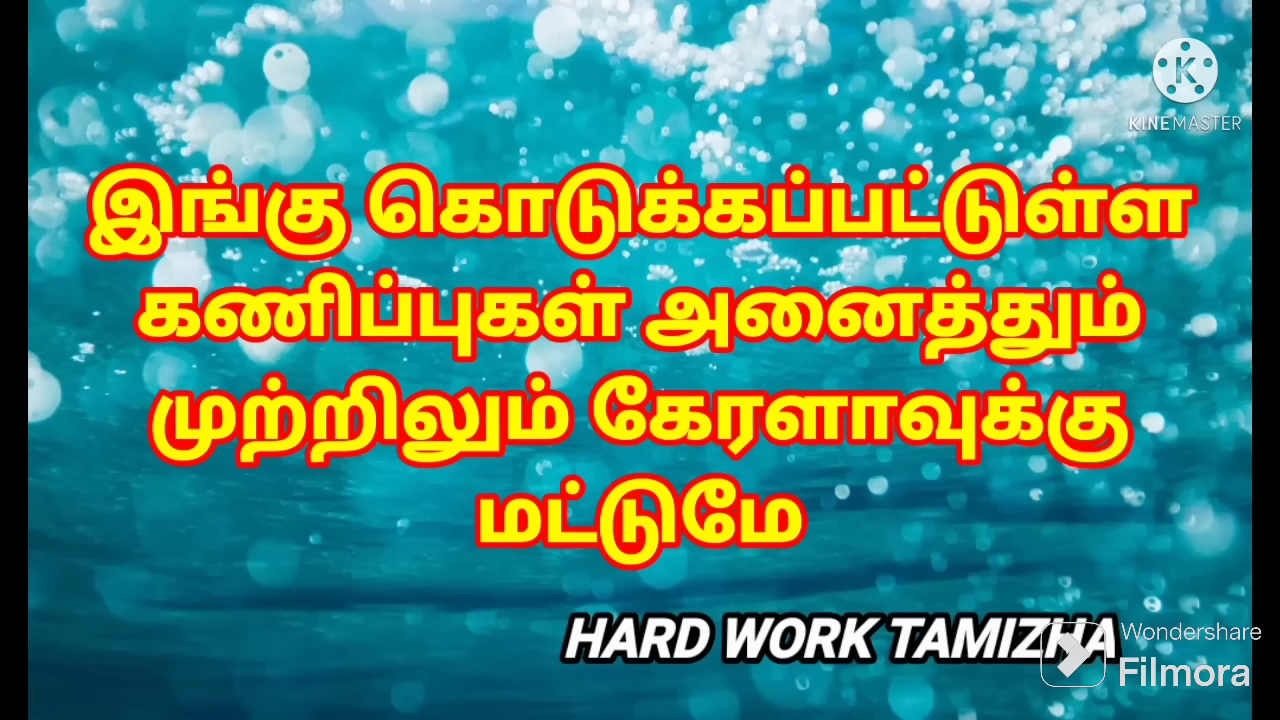 KINEMASTER
இங்கு கொடுக்கப்பட்டுள்ள
கணிப்புகள் அனைத்தும்
முற்றிலும் கேரளாவுக்கு
மட்டுமே
HARD WORK TAMIZHA
Wondershare
Filmora